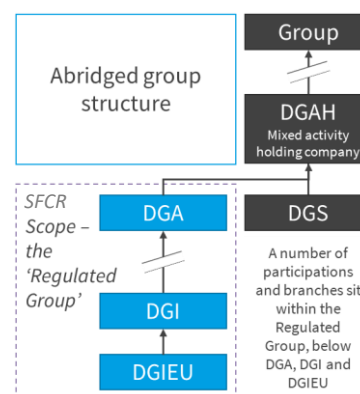 Abridged group
structure
Group
DGAH
Mixed activity
holding company
SFCR
Scope –
the
‘Regulated
Group’
DGA
DGI
DGIEU
DGS
A number of
participations
and branches sit
within the
Regulated
Group, below
DGA, DGI and
DGIEU